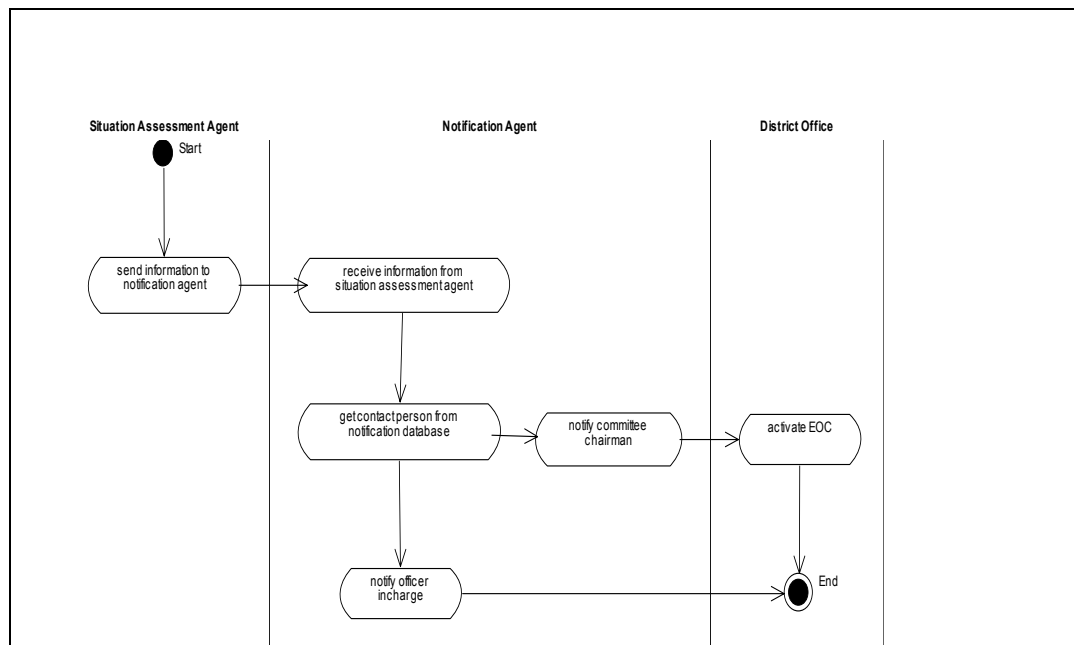 Situation Assessment Agent
Notification Agent
District Office
Start
send information to
notification agent
receive information from
situation assessment agent
get contact person from
notification database
notify committee
chairman
activate EOC
notify officer
incharge
End